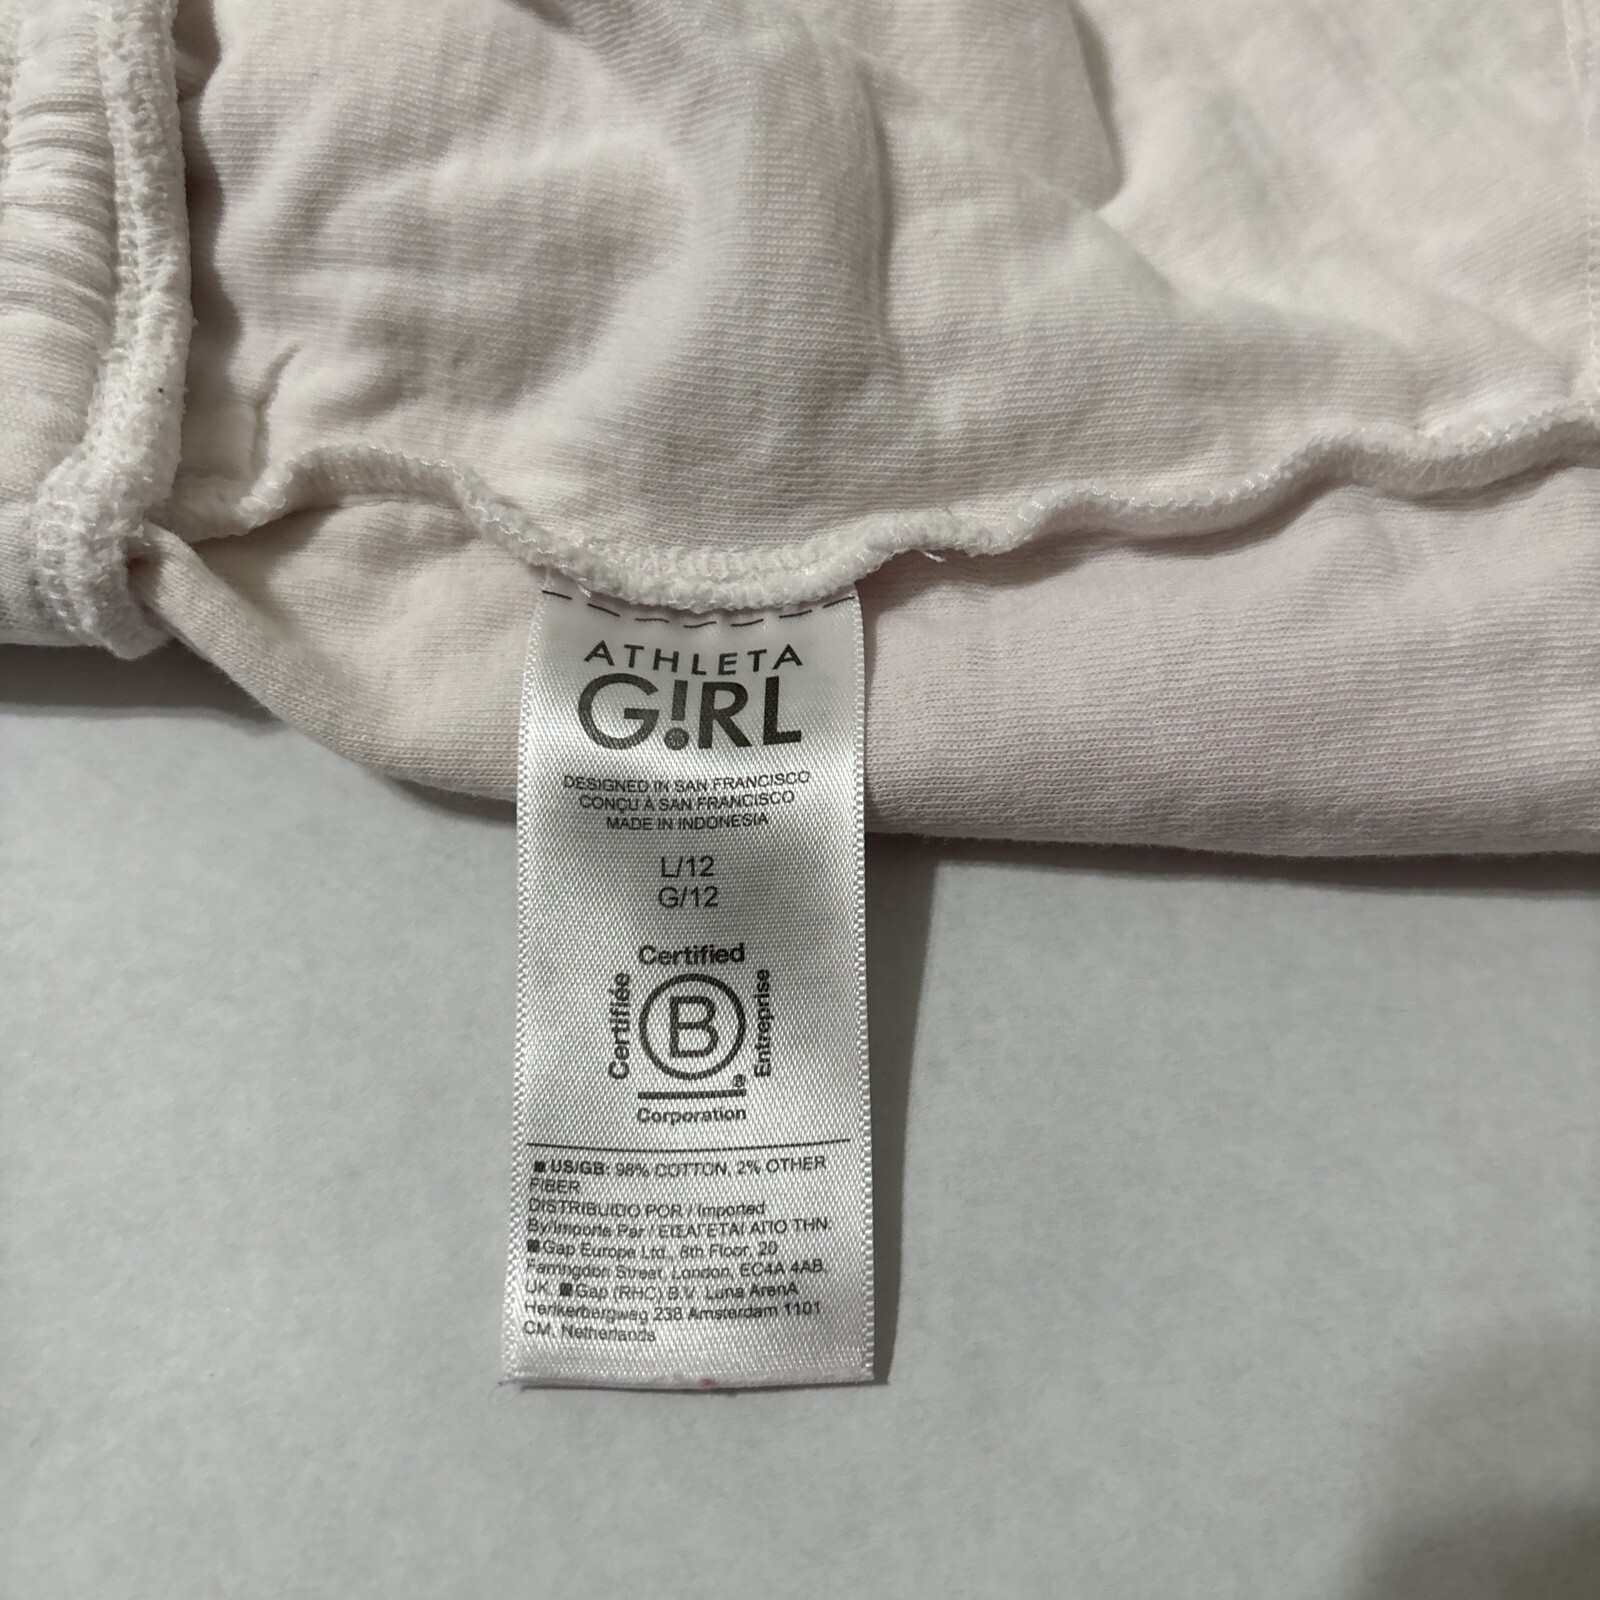 ATHLETA
G!RL
DESIGNED IN SAN FRANCISCO
CONÇU À SAN FRANCISCO
MADE IN INDONESIA
L/12
G/12
Certified
Certifiée
B
®
Entreprise
Corporation
US/GB: 98% COTTON, 2% OTHER
FIBER
DISTRIBUIDO POR / Imported
By/Importe Par / ΕΙΣΑΓΕΤΑΙ ΑΠΟ ΤΗΝ:
Gap Europe Ltd., 8th Floor, 20
Farringdon Street, London, EC4A 4AB,
UK. Gap (RHC) B.V. Luna ArenA
Herikerbergweg 238 Amsterdam 1101
CM, Netherlands